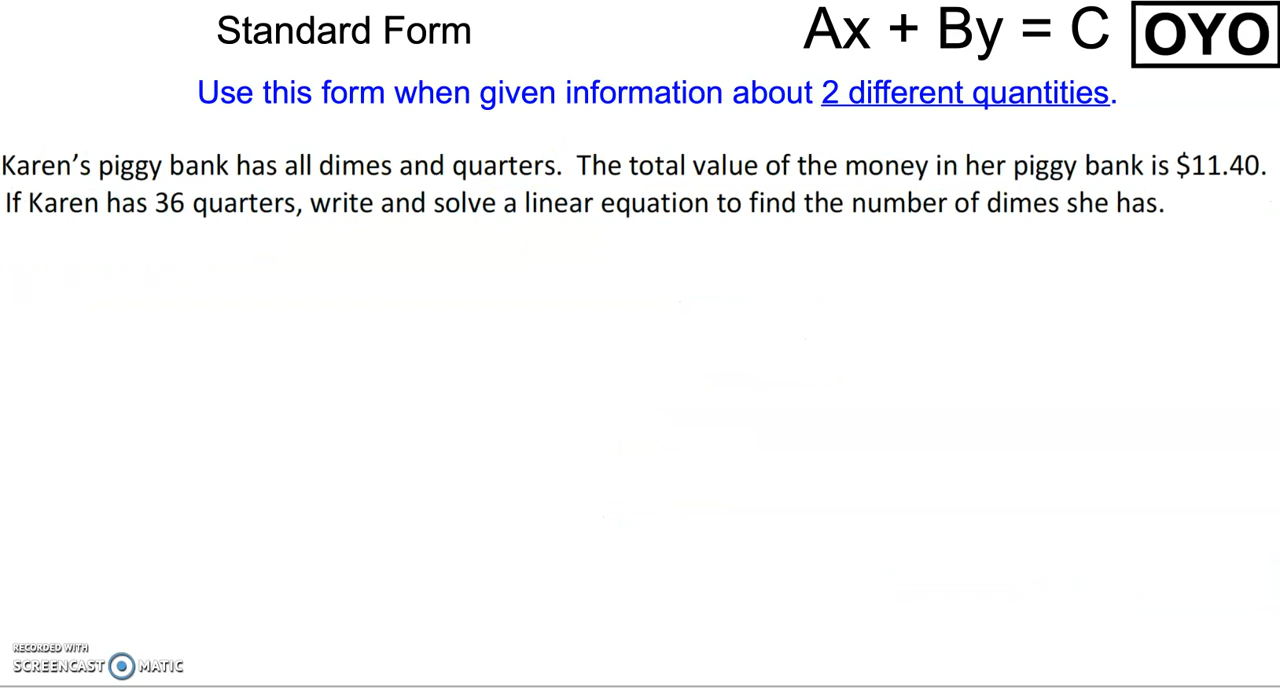 Standard Form
Ax + By = C OYO
Use this form when given information about 2 different quantities.
Karen’s piggy bank has all dimes and quarters.  The total value of the money in her piggy bank is $11.40.
If Karen has 36 quarters, write and solve a linear equation to find the number of dimes she has.
RECORDED WITH
SCREENCAST MATIC